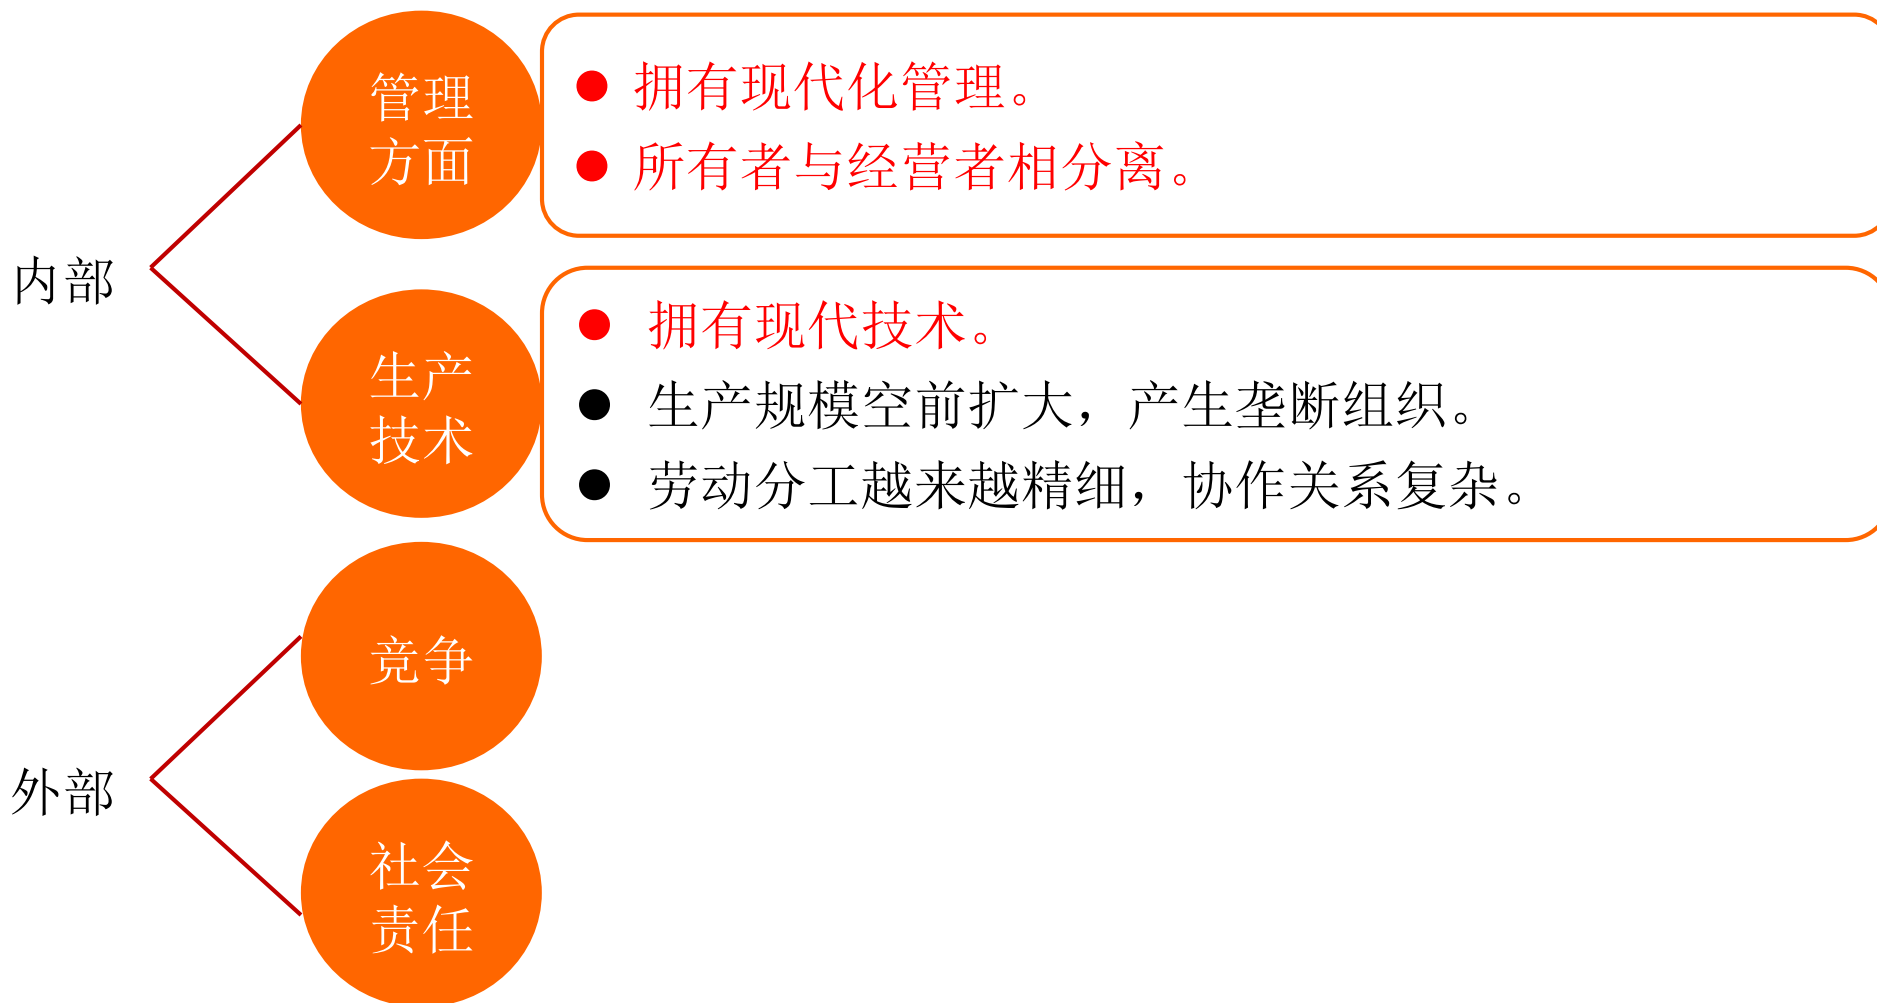 内部
管理
方面
拥有现代化管理。
所有者与经营者相分离。
生产
技术
拥有现代技术。
生产规模空前扩大，产生垄断组织。
劳动分工越来越精细，协作关系复杂。
外部
竞争
社会
责任